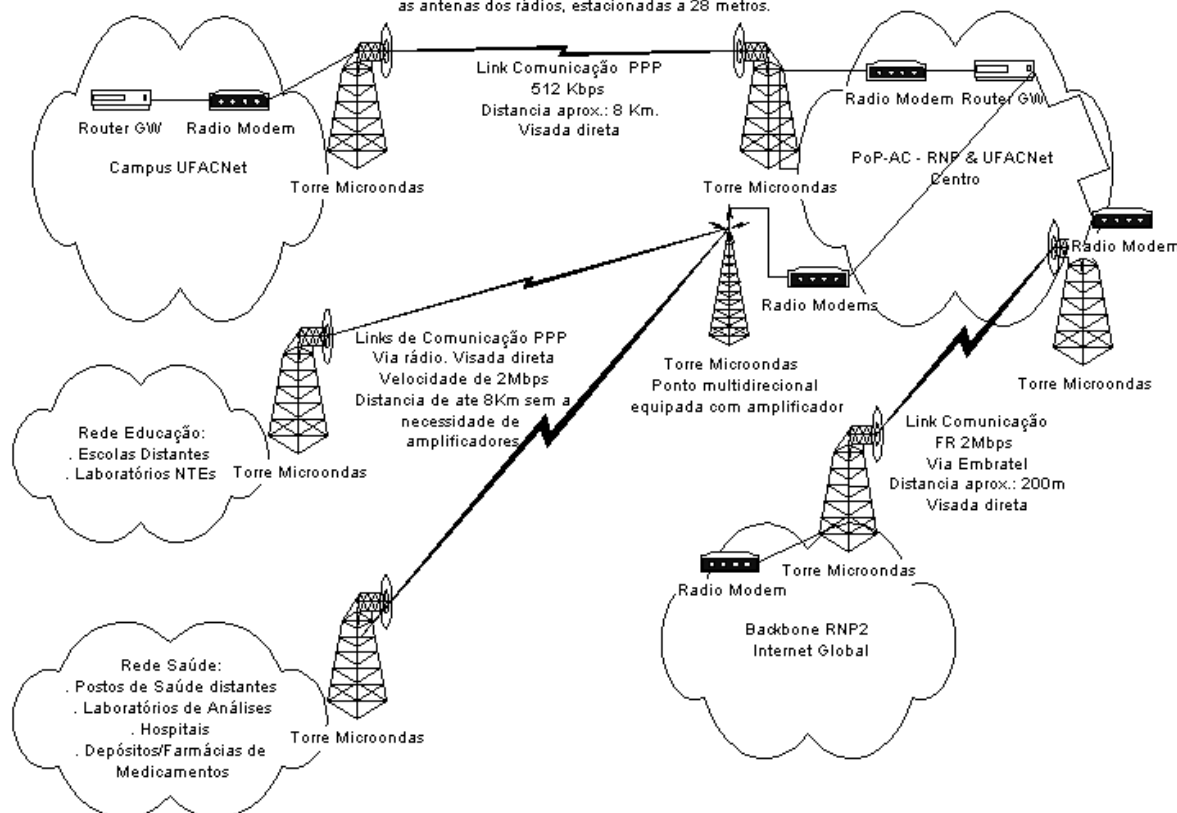 as antenas dos rádios, estacionadas a 28 metros.
Link Comunicação PPP
512 Kbps
Distancia aprox.: 8 Km.
Visada direta
Router GW
Radio Modem
Campus UFACNet
Torre Microondas
Torre Microondas
Radio Modem
Router GW
PoP-AC - RNP & UFACNet
Centro
Radio Modem
Radio Modems
Torre Microondas
Ponto multidirecional
equipada com amplificador
Torre Microondas
Links de Comunicação PPP
Via rádio. Visada direta
Velocidade de 2Mbps
Distancia de ate 8Km sem a
necessidade de
amplificadores
Rede Educação:
. Escolas Distantes
. Laboratórios NTEs
Torre Microondas
Link Comunicação
FR 2Mbps
Via Embratel
Distancia aprox.: 200m
Visada direta
Torre Microondas
Radio Modem
Backbone RNP2
Internet Global
Rede Saúde:
. Postos de Saúde distantes
. Laboratórios de Análises
. Hospitais
. Depósitos/Farmácias de
Medicamentos
Torre Microondas